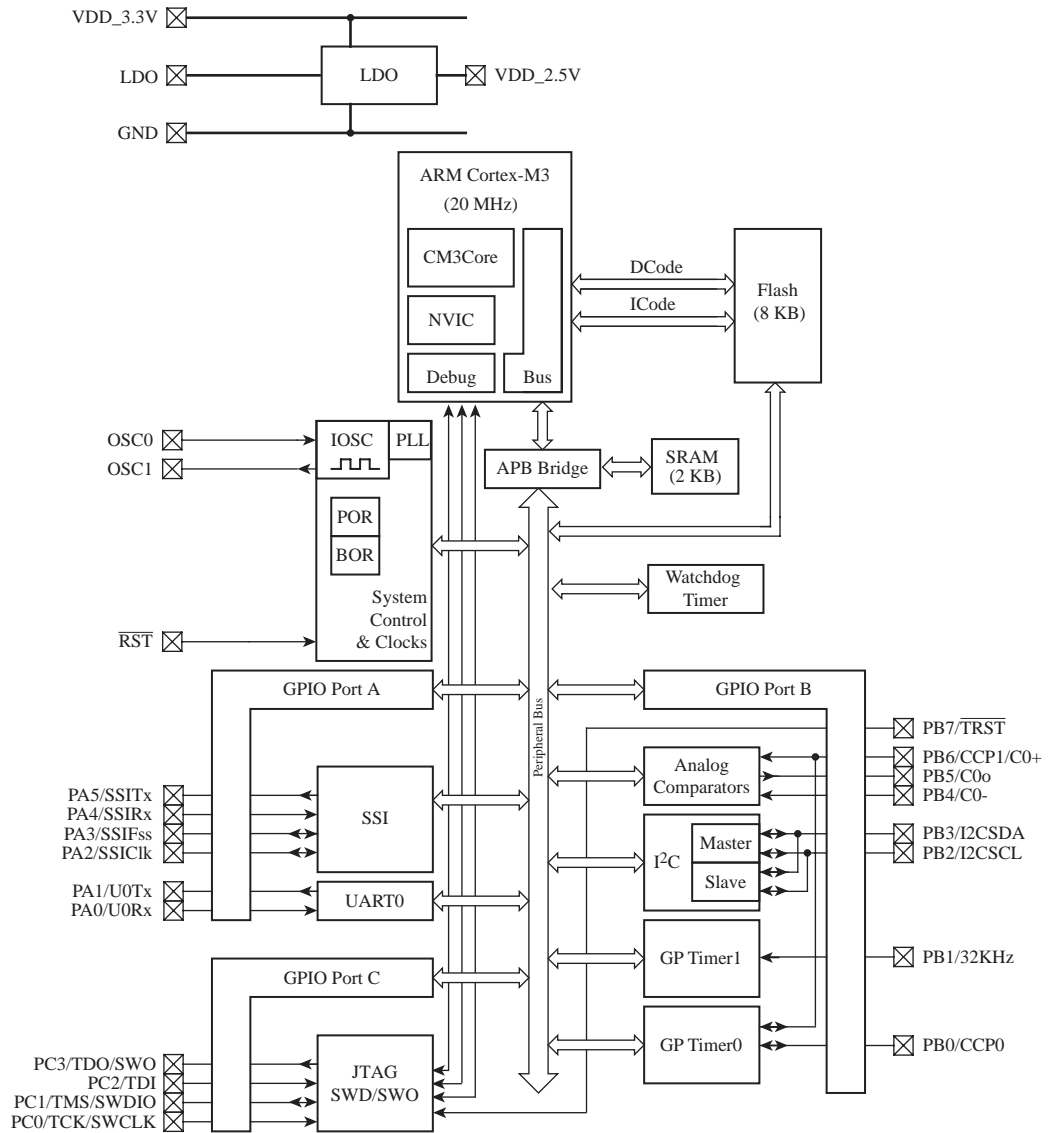 VDD_3.3V
LDO
LDO
VDD_2.5V
GND
ARM Cortex-M3
(20 MHz)
CM3Core
NVIC
Debug
Bus
DCode
ICode
Flash
(8 KB)
OSC0
OSC1
IOSC
PLL
POR
BOR
System
Control
& Clocks
RST
APB Bridge
SRAM
(2 KB)
Watchdog
Timer
Peripheral Bus
GPIO Port A
PA5/SSITx
PA4/SSIRx
PA3/SSIFss
PA2/SSIClk
SSI
PA1/U0Tx
PA0/U0Rx
UART0
GPIO Port B
PB7/TRST
PB6/CCP1/C0+
PB5/C0o
PB4/C0-
Analog
Comparators
PB3/I2CSDA
PB2/I2CSCL
I²C
Master
Slave
GP Timer1
PB1/32KHz
GP Timer0
PB0/CCP0
GPIO Port C
PC3/TDO/SWO
PC2/TDI
PC1/TMS/SWDIO
PC0/TCK/SWCLK
JTAG
SWD/SWO